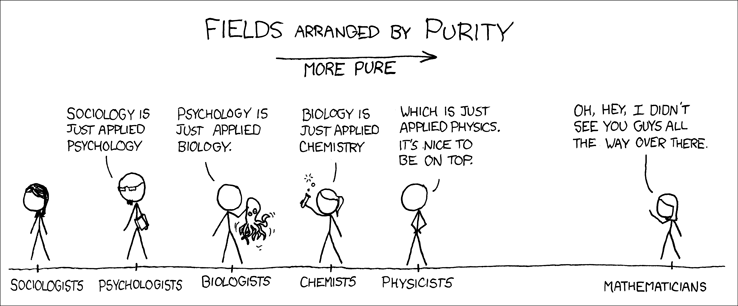 FIELDS ARRANGED BY PURITY
MORE PURE
SOCIOLOGY IS
JUST APPLIED
PSYCHOLOGY
PSYCHOLOGY IS
JUST APPLIED
BIOLOGY.
BIOLOGY IS
JUST APPLIED
CHEMISTRY
WHICH IS JUST
APPLIED PHYSICS.
IT'S NICE TO
BE ON TOP.
OH, HEY, I DIDN'T
SEE YOU GUYS ALL
THE WAY OVER THERE.
SOCIOLOGISTS
PSYCHOLOGISTS
BIOLOGISTS
CHEMISTS
PHYSICISTS
MATHEMATICIANS